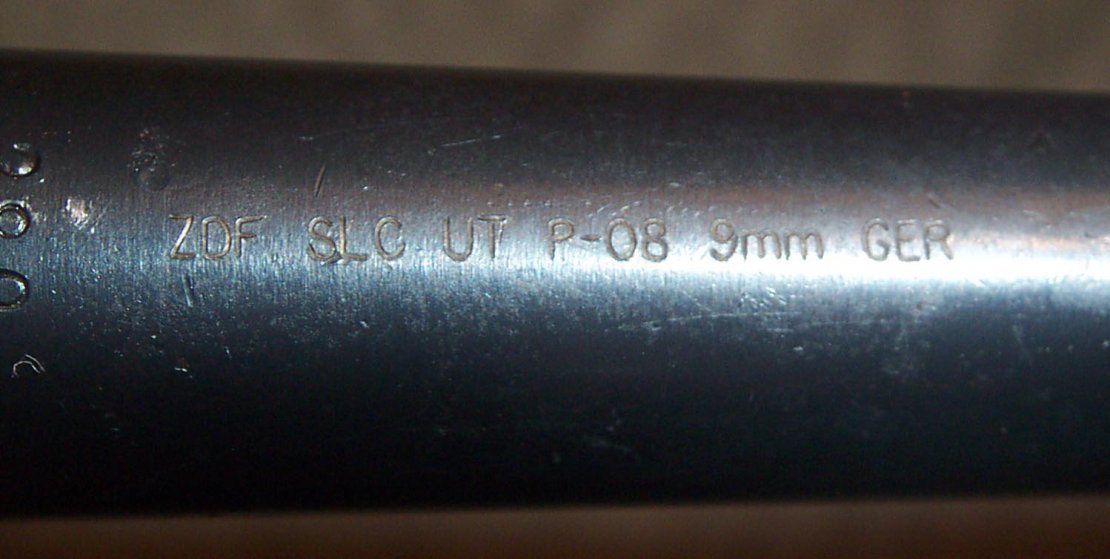 ZDF SLC UT P-08 9mm GER